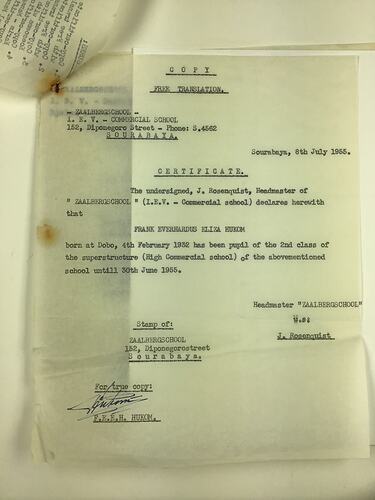 C O P Y
FREE TRANSLATION.
- ZAALBERGSCHOOL -
I. E. V. - COMMERCIAL SCHOOL
152, Diponegoro Street - Phone: S.4562
S O U R A B A Y A.
Sourabaya, 8th July 1955.
C E R T I F I C A T E.
The undersigned, J. Rosenquist, Headmaster of
" ZAALBERGSCHOOL" (I.E.V. - Commercial school) declares herewith
that
FRANK EVERHARDUS ELIZA HUKOM
born at Dobo, 4th February 1932 has been pupil of the 2nd class of
the superstructure (High Commercial school) of the abovementioned
school untill 30th June 1955.
Headmaster "ZAALBERGSCHOOL"
W.s:
J. Rosenquist
Stamp of:
ZAALBERGSCHOOL
152, Diponegorostreet
S o u r a b a y a.
For true copy:
Hukom
F.E.E.H. HUKOM.